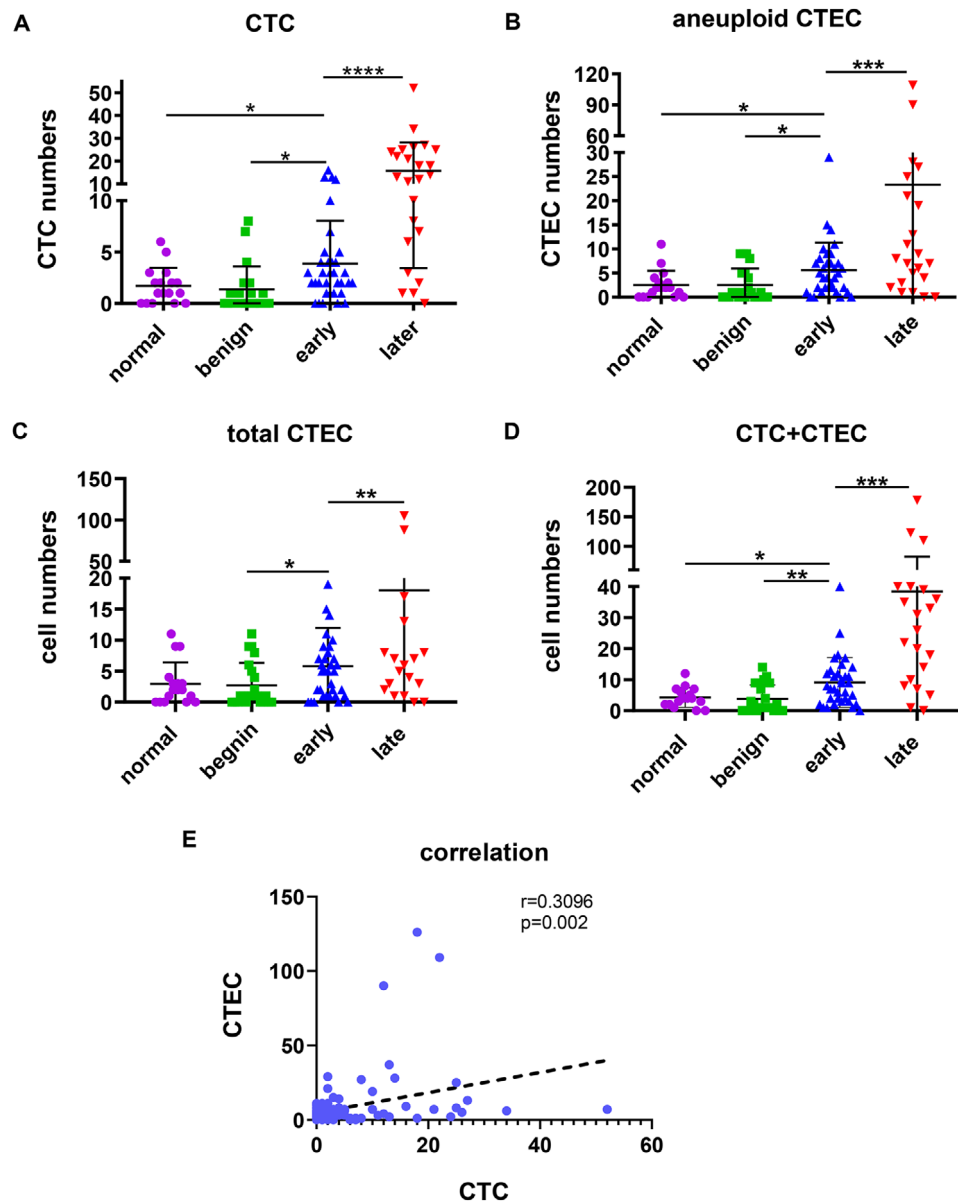 A
CTC
CTC numbers
50
40
30
20
10
10
5
0
*
*
****
normal
benign
early
later
B
aneuploid CTEC
CTEC numbers
120
90
60
30
25
20
15
10
5
0
*
*
***
normal
benign
early
late
C
total CTEC
cell numbers
150
100
50
20
15
10
5
0
*
**
normal
begnin
early
late
D
CTC+CTEC
cell numbers
200
150
100
40
30
20
10
0
*
**
***
normal
benign
early
late
E
correlation
r=0.3096
p=0.002
CTEC
150
100
50
0
0
20
40
60
CTC